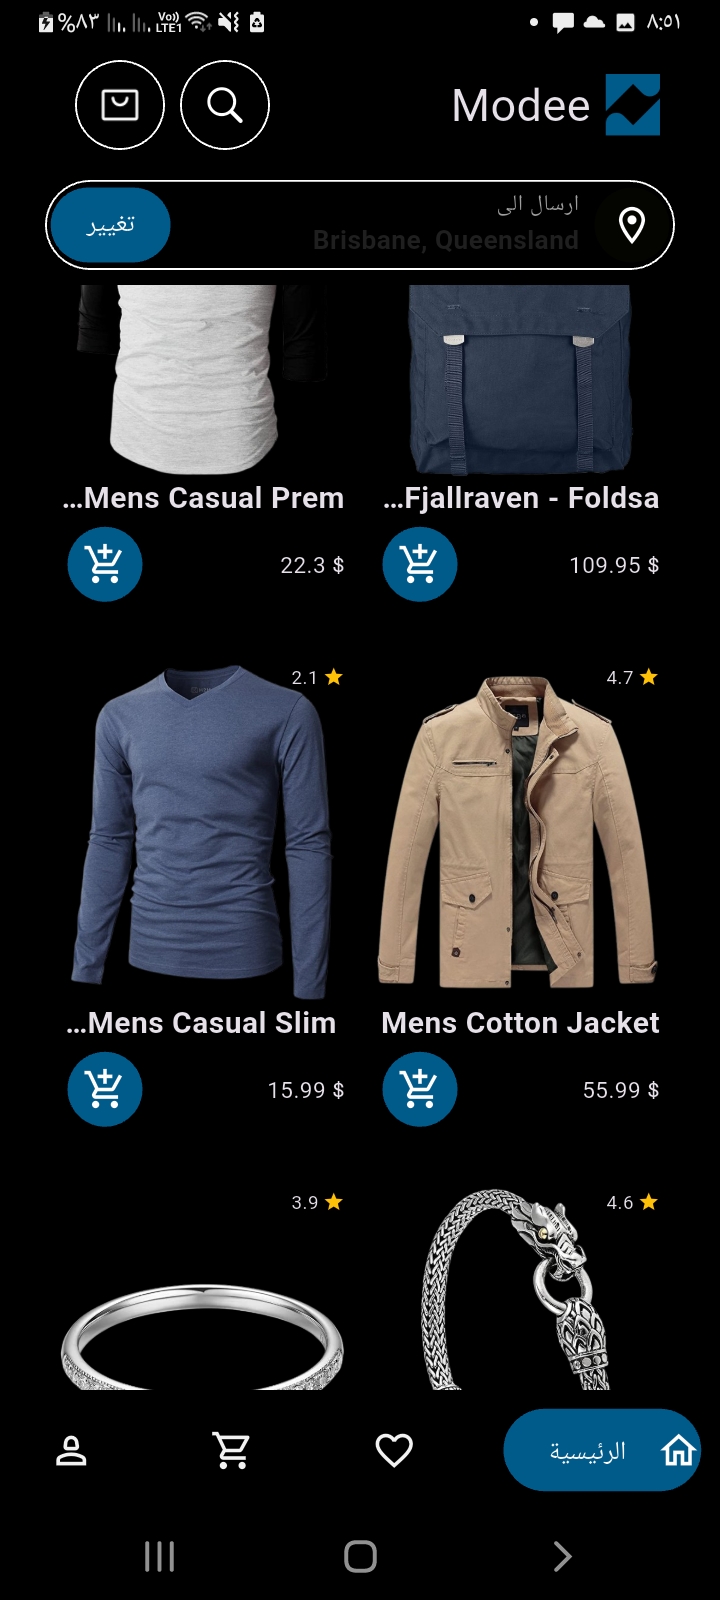 ٨:٥١
%٨٣
Vo))
LTE1
Modee
ارسال الى
Brisbane, Queensland
تغيير
...Fjallraven - Foldsa
...Mens Casual Prem
109.95 $
22.3 $
4.7
2.1
Mens Cotton Jacket
...Mens Casual Slim
55.99 $
15.99 $
4.6
3.9
الرئيسية